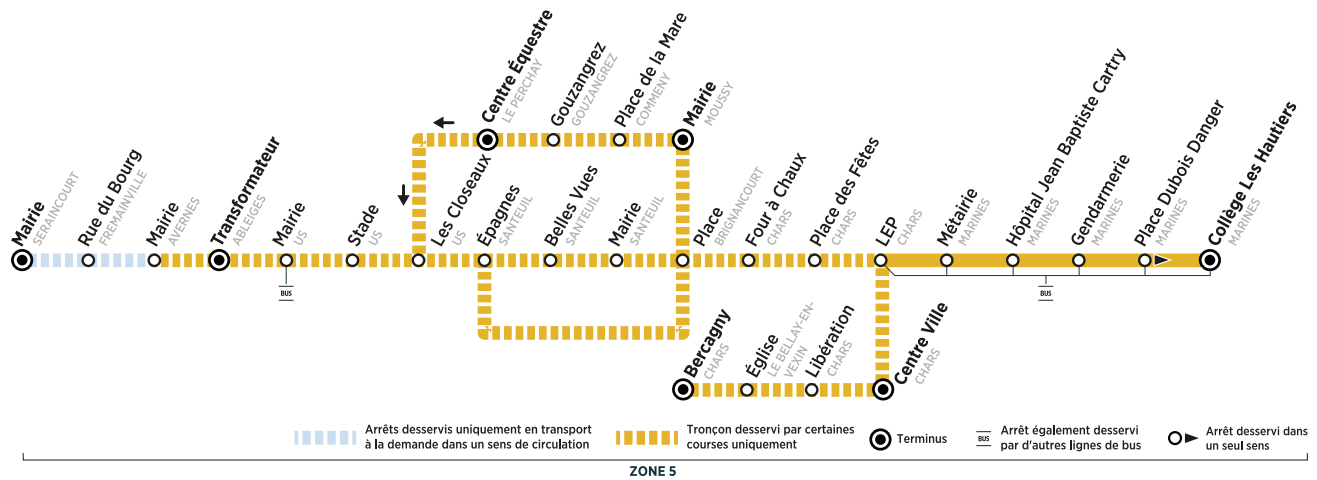 Centre Équestre
LE PERCHAY
Gouzangrez
GOUZANGREZ
Place de la Mare
COMMENY
Mairie
MOUSSY
Mairie
SERAINCOURT
Rue du Bourg
FREMAINVILLE
Mairie
AVERNES
Transformateur
ABLEIGES
Mairie
US
Stade
US
Les Closeaux
US
Épagnes
SANTEUIL
Belles Vues
SANTEUIL
Mairie
SANTEUIL
Place
BRIGNANCOURT
Four à Chaux
CHARS
Place des Fêtes
CHARS
LEP
CHARS
Métairie
MARINES
Hôpital Jean Baptiste Cartry
MARINES
Gendarmerie
MARINES
Place Dubois Danger
MARINES
Collège Les Hautiers
MARINES
BUS
BUS
Bercagny
CHARS
Église
LE BELLAY-EN-
VEXIN
Libération
CHARS
Centre Ville
CHARS
Arrêts desservis uniquement en transport
à la demande dans un sens de circulation
Tronçon desservi par certaines
courses uniquement
Terminus
BUS
Arrêt également desservi
par d'autres lignes de bus
Arrêt desservi dans
un seul sens
ZONE 5